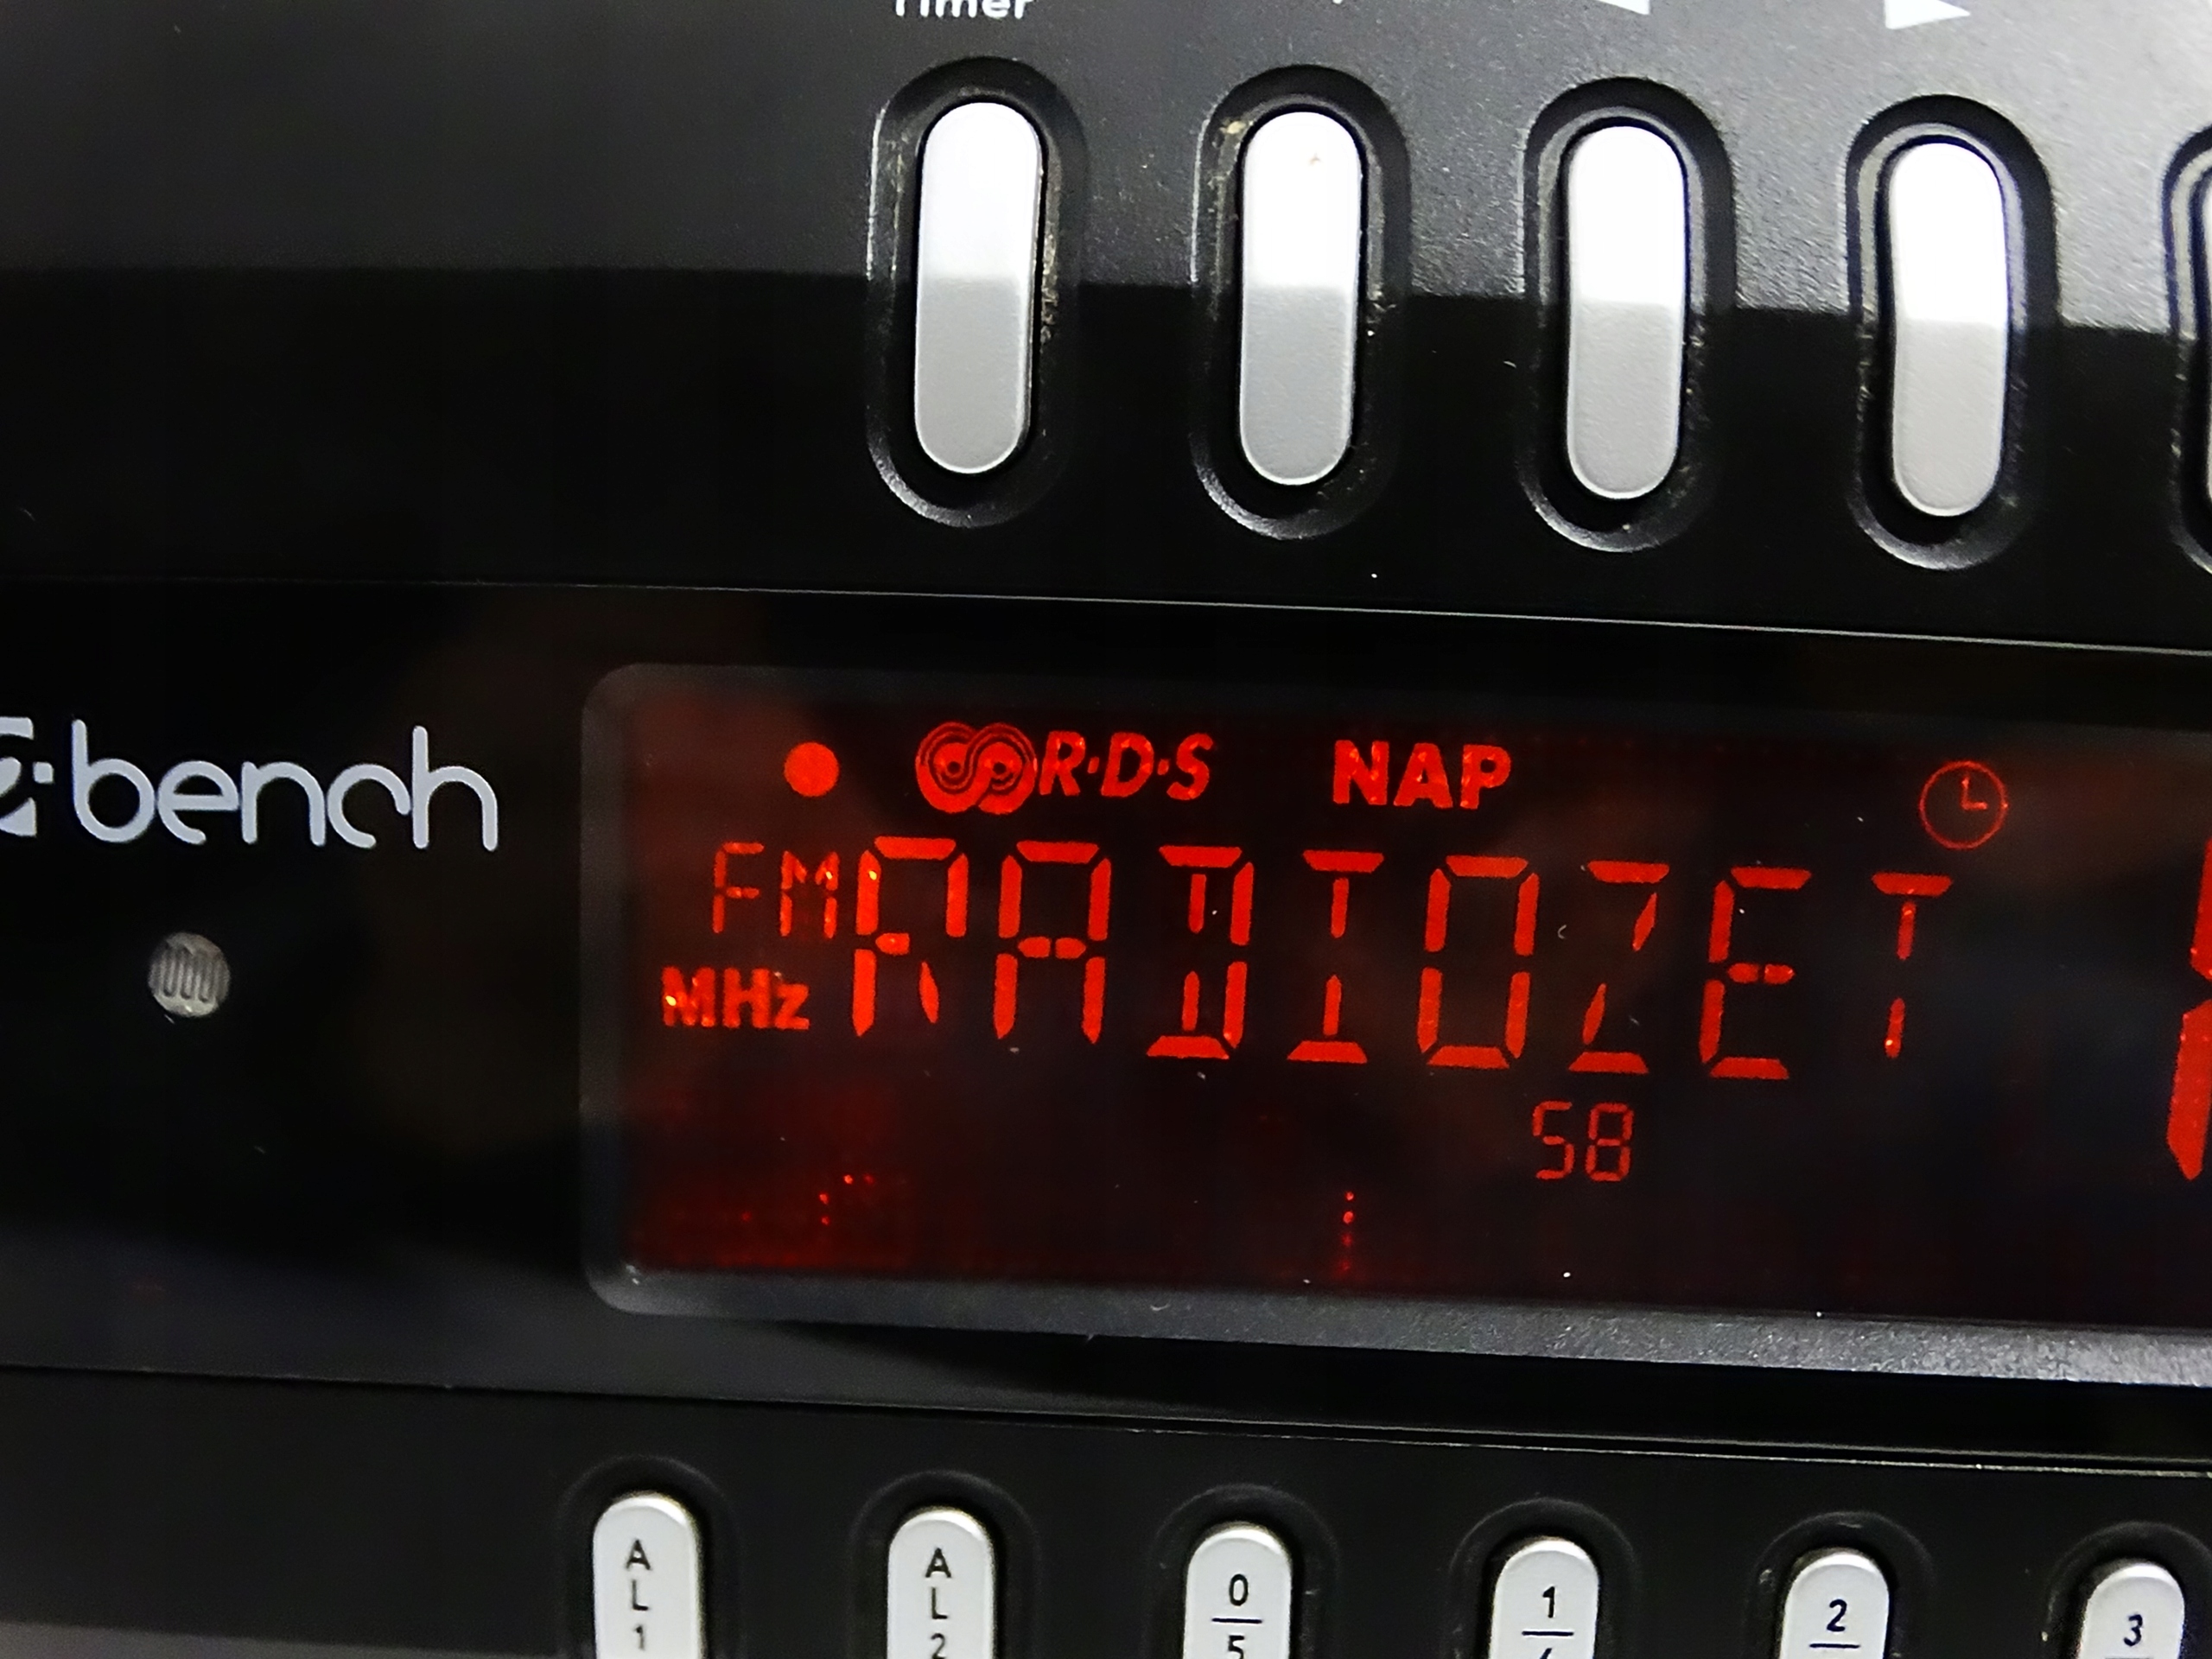 Timer
bench
R·D·S NAP
FM RADIOZET
MHz
58
AL1 AL2 0/5 1 2 3